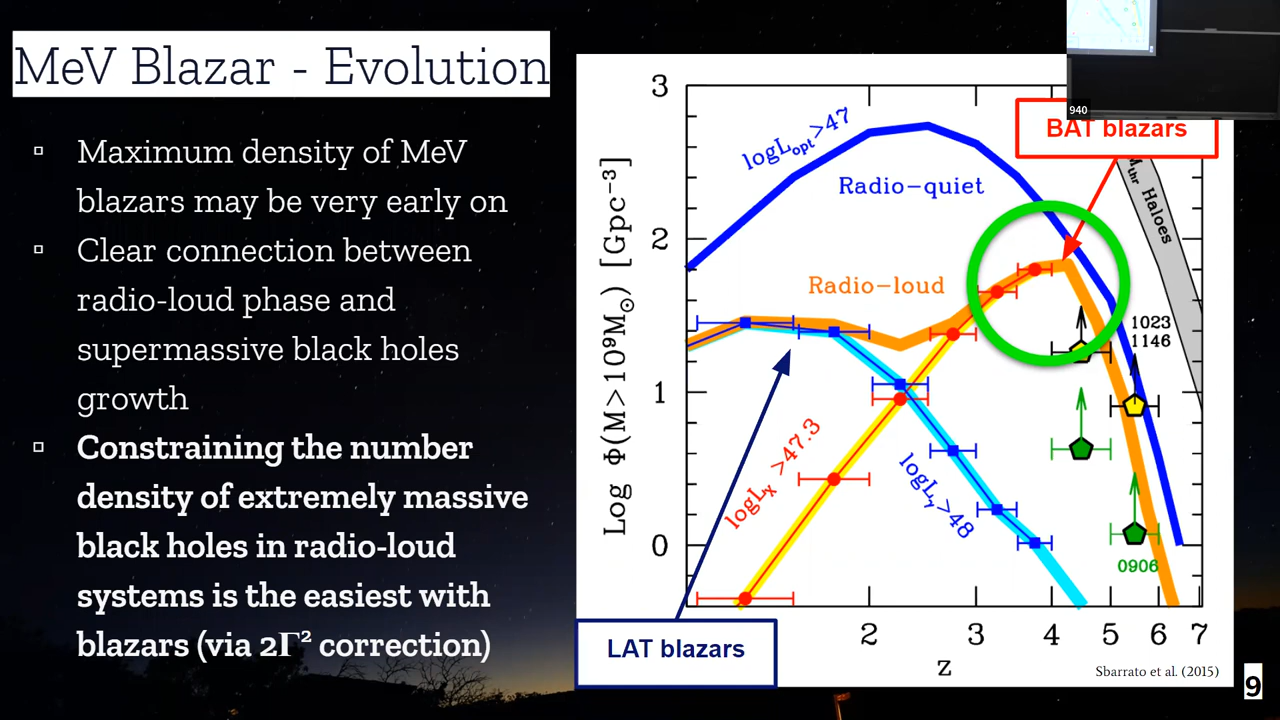 MeV Blazar - Evolution
▫ Maximum density of MeV
blazars may be very early on
▫ Clear connection between
radio-loud phase and
supermassive black holes
growth
▫ Constraining the number
density of extremely massive
black holes in radio-loud
systems is the easiest with
blazars (via 2Γ² correction)
940
BAT blazars
logL_opt>47
Radio-quiet
Radio-loud
M_thr Haloes
1023
1146
logL_X >47.3
logL_γ>48
0906
LAT blazars
Log Φ(M>10⁹M⊙) [Gpc⁻³]
3
2
1
0
2 3 4 5 6 7
z
Sbarrato et al. (2015)
9